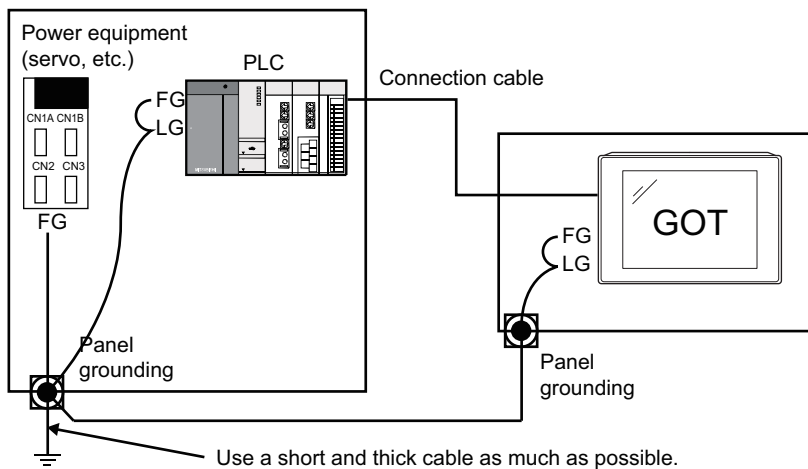 Power equipment
(servo, etc.)
PLC
Connection cable
CN1A CN1B
CN2 CN3
FG
LG
FG
FG
LG
GOT
Panel
grounding
Panel
grounding
Use a short and thick cable as much as possible.